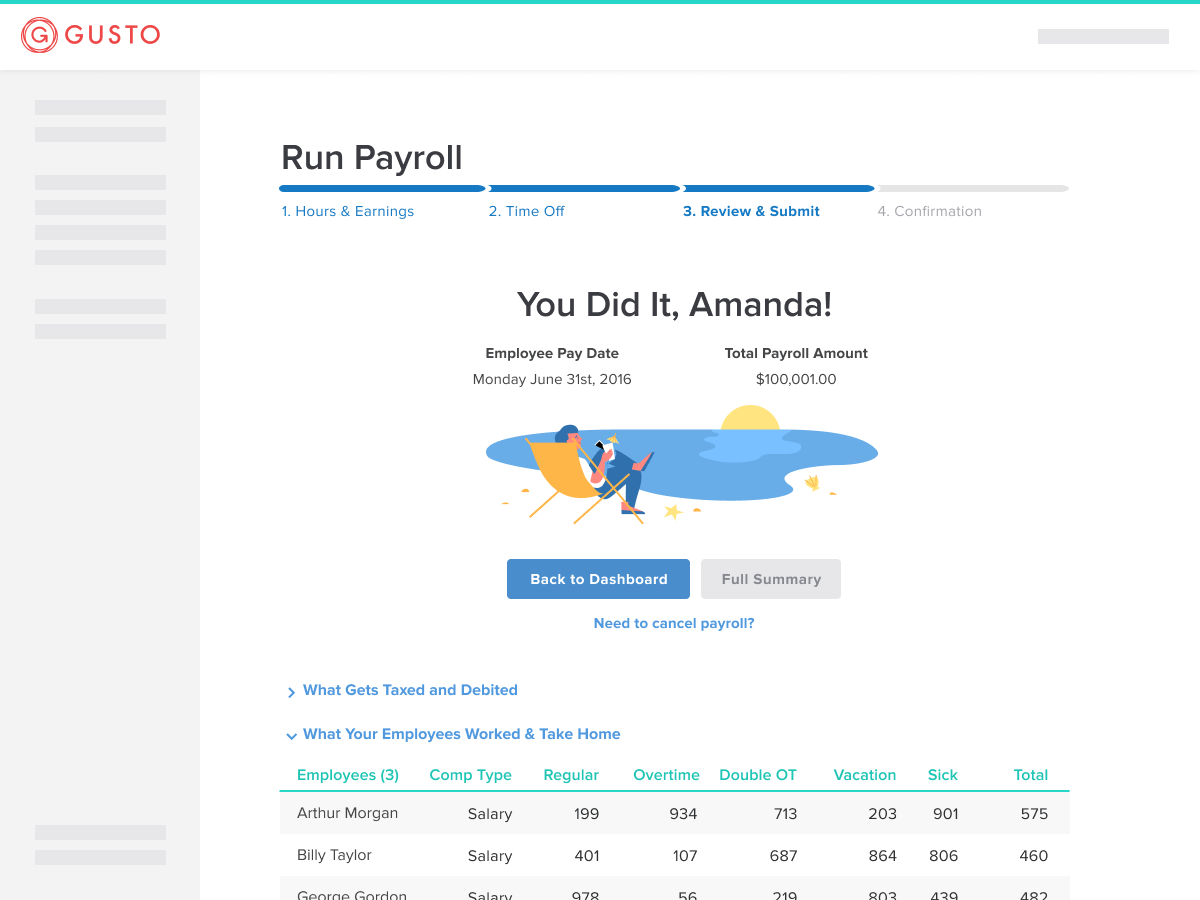 GUSTO
Run Payroll
1. Hours & Earnings 2. Time Off 3. Review & Submit 4. Confirmation
You Did It, Amanda!
Employee Pay Date Total Payroll Amount
Monday June 31st, 2016 $100,001.00
Back to Dashboard Full Summary
Need to cancel payroll?
What Gets Taxed and Debited
What Your Employees Worked & Take Home
Employees (3) Comp Type Regular Overtime Double OT Vacation Sick Total
Arthur Morgan Salary 199 934 713 203 901 575
Billy Taylor Salary 401 107 687 864 806 460
George Gordon Salary 978 56 219 803 439 482